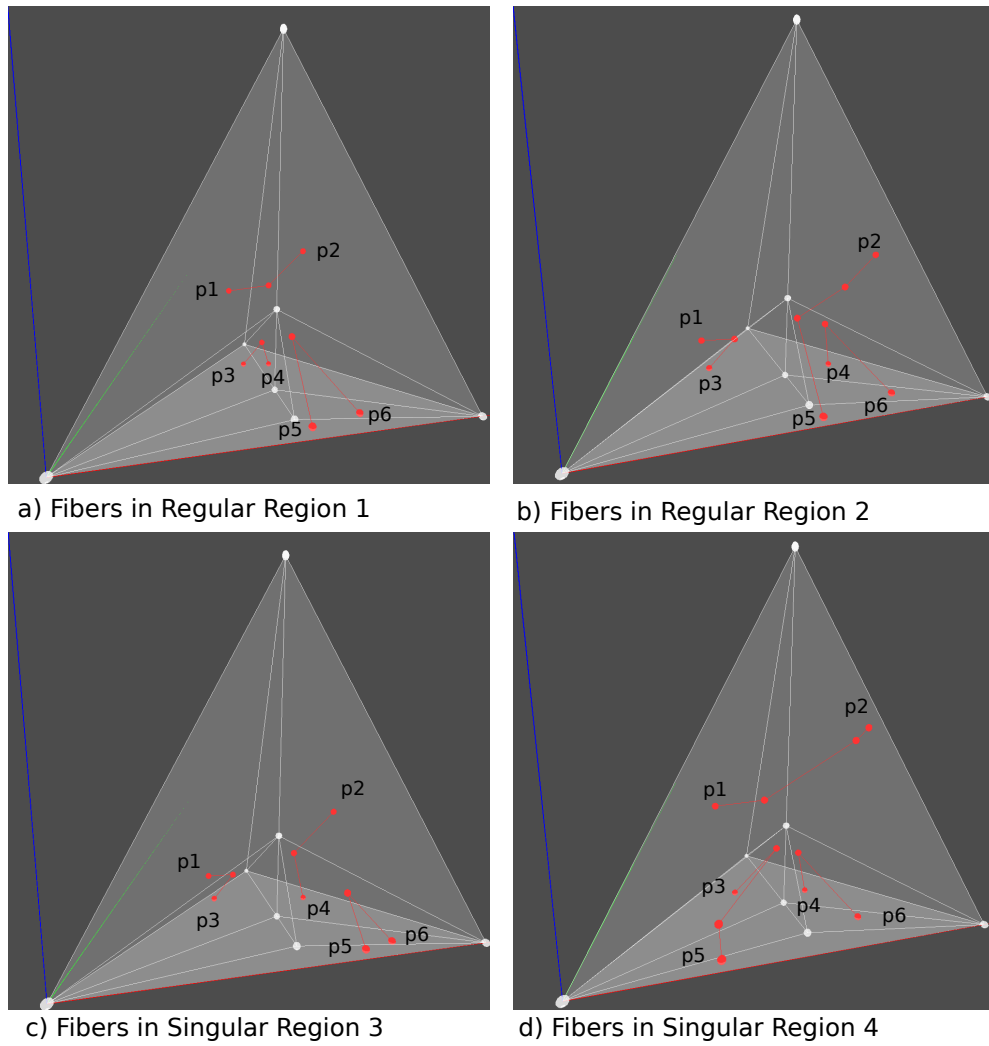 p2
p1
p3
p4
p5
p6
a) Fibers in Regular Region 1
p2
p1
p3
p4
p5
p6
b) Fibers in Regular Region 2
p2
p1
p3
p4
p5
p6
c) Fibers in Singular Region 3
p2
p1
p3
p4
p5
p6
d) Fibers in Singular Region 4